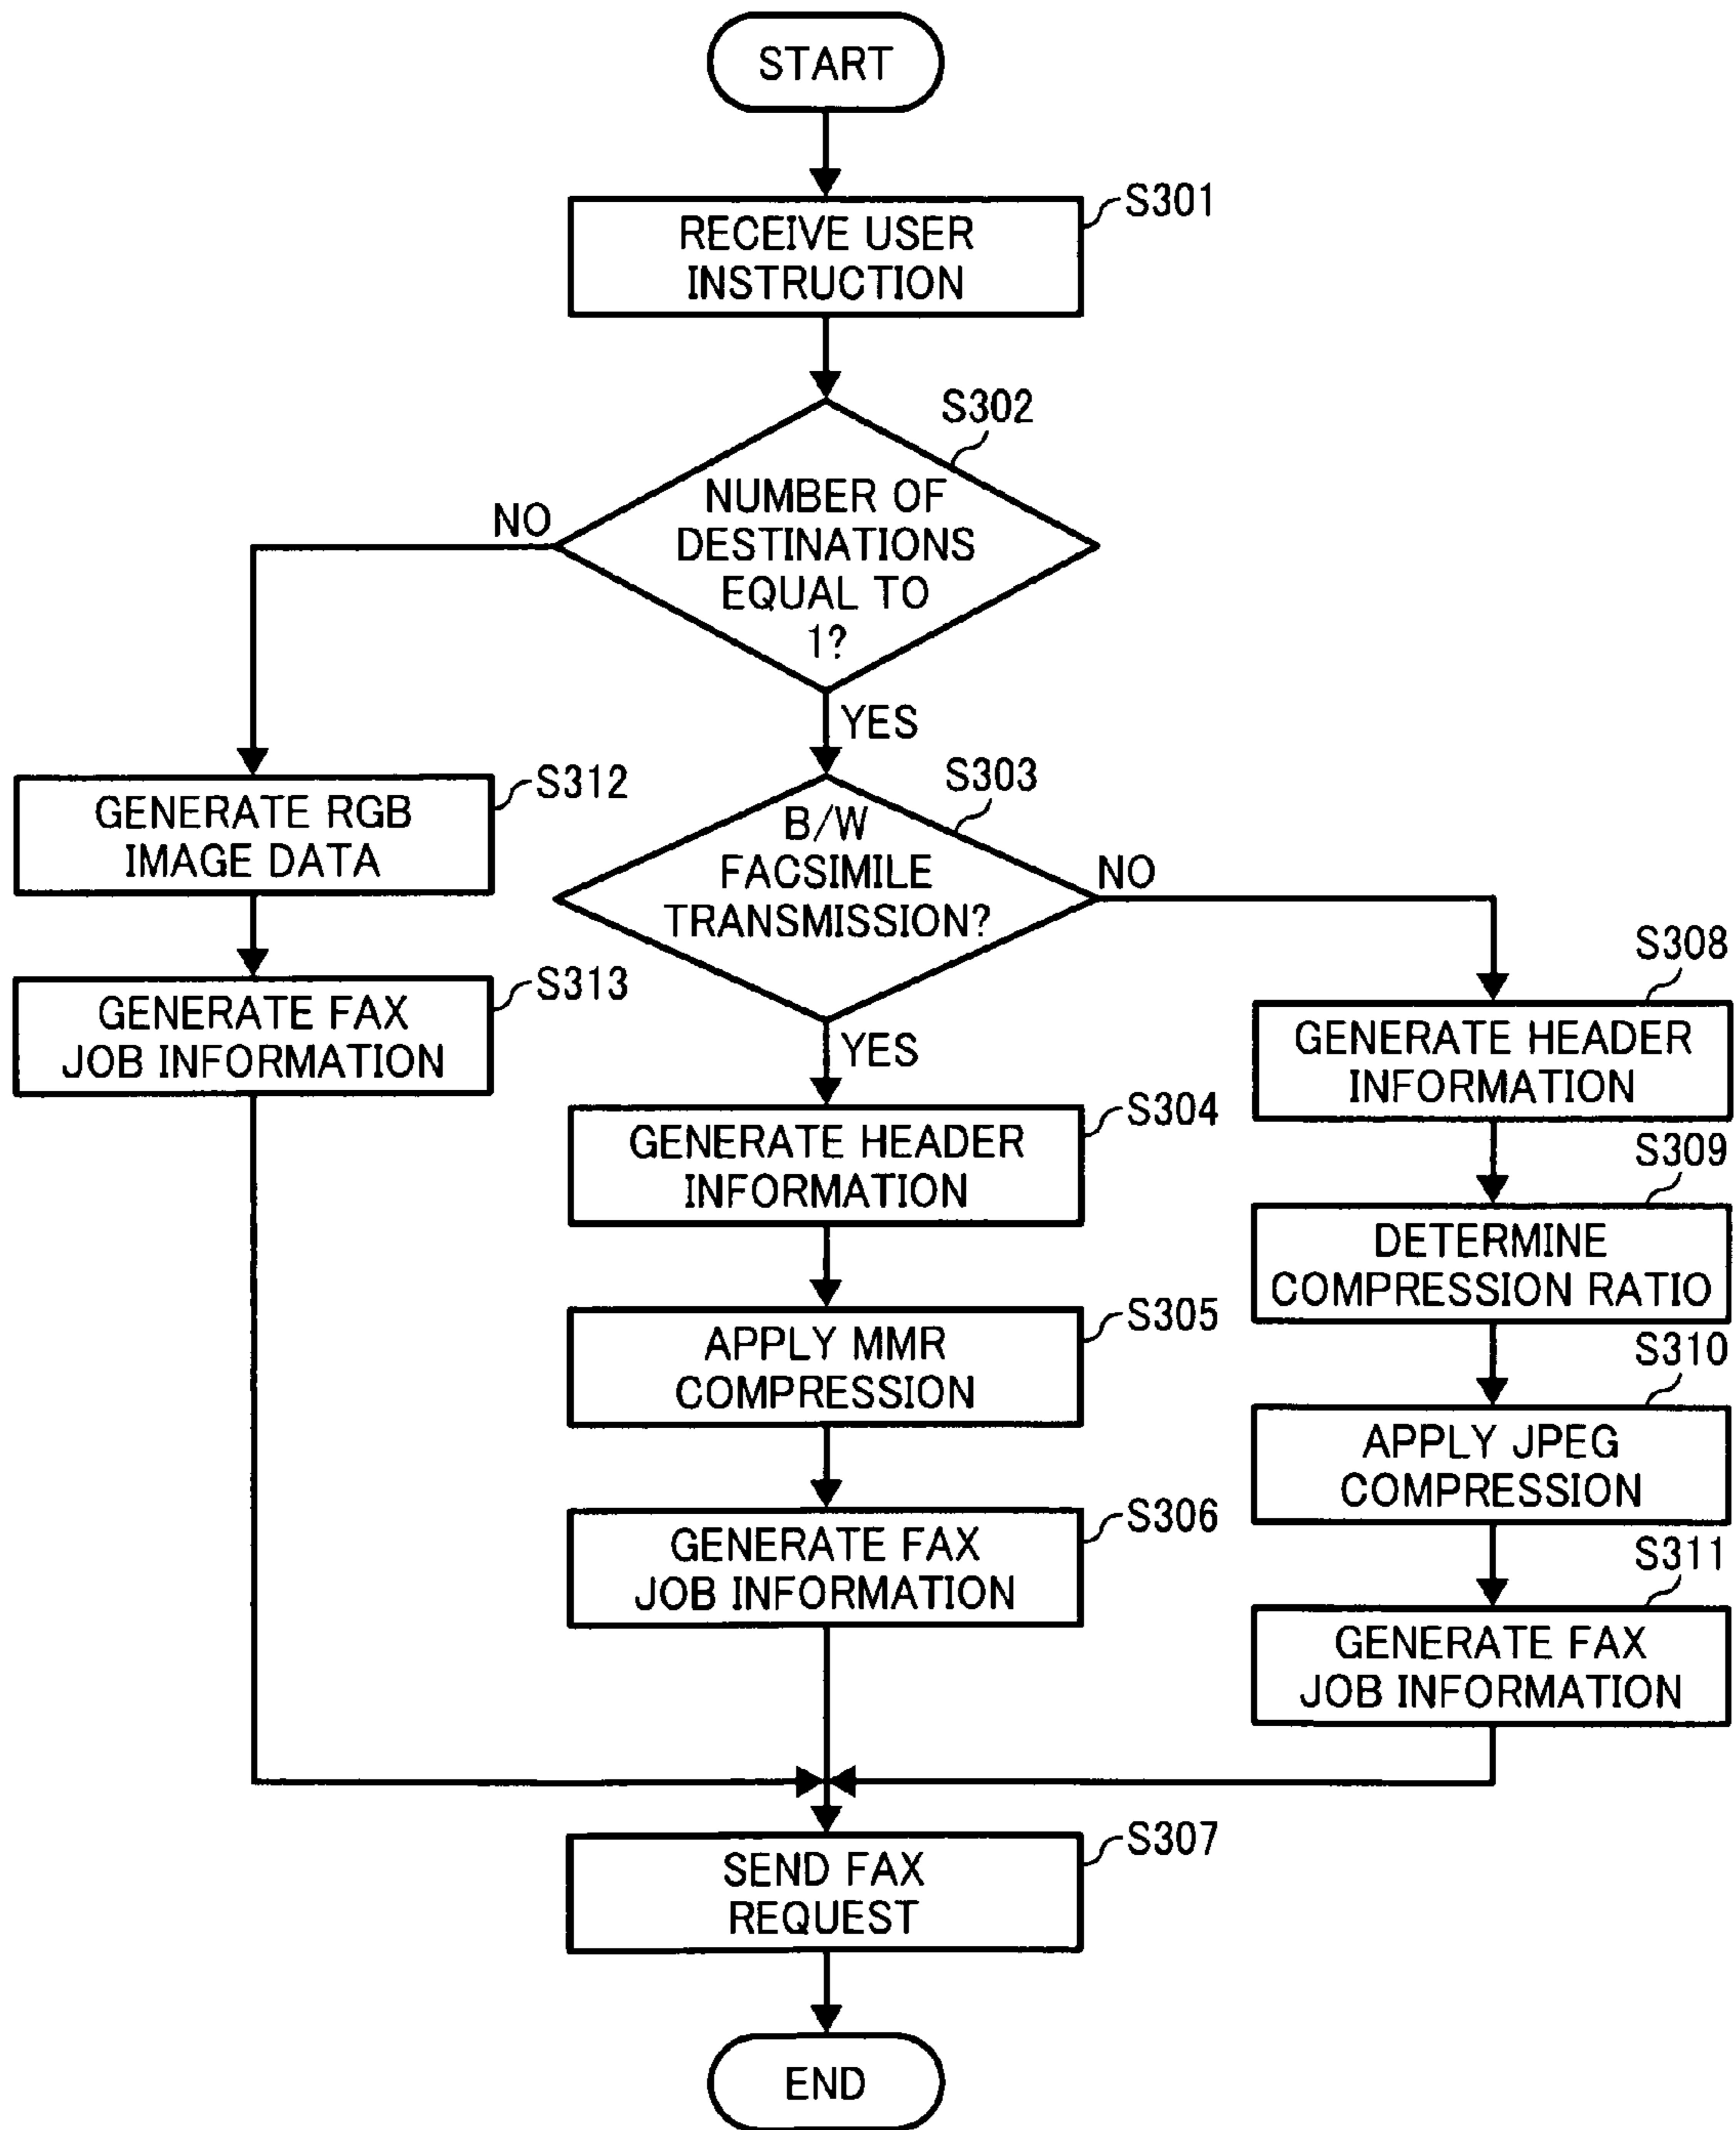 START
S301
RECEIVE USER
INSTRUCTION
S302
NUMBER OF
DESTINATIONS
EQUAL TO
1?
NO
YES
S312
GENERATE RGB
IMAGE DATA
S313
GENERATE FAX
JOB INFORMATION
S303
B/W
FACSIMILE
TRANSMISSION?
NO
YES
S304
GENERATE HEADER
INFORMATION
S305
APPLY MMR
COMPRESSION
S306
GENERATE FAX
JOB INFORMATION
S308
GENERATE HEADER
INFORMATION
S309
DETERMINE
COMPRESSION RATIO
S310
APPLY JPEG
COMPRESSION
S311
GENERATE FAX
JOB INFORMATION
S307
SEND FAX
REQUEST
END